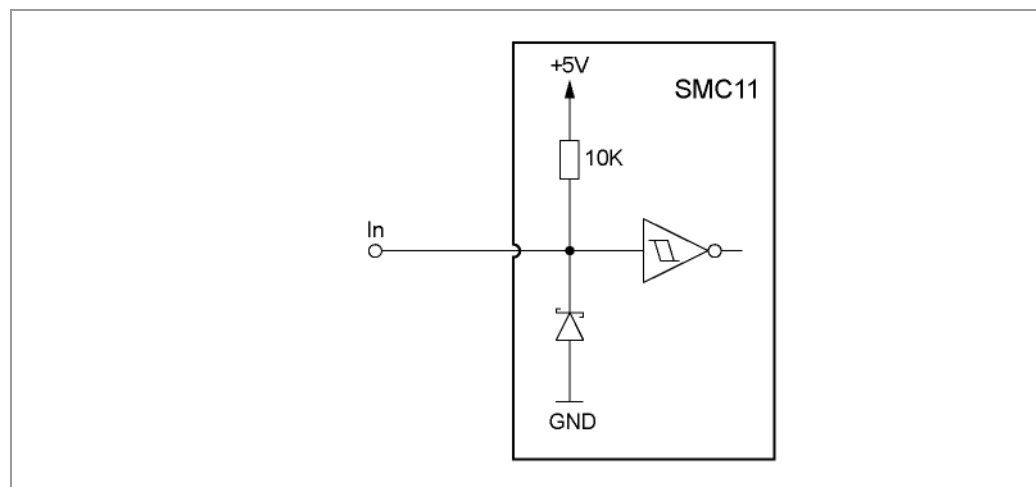 +5V
SMC11
10K
In
GND